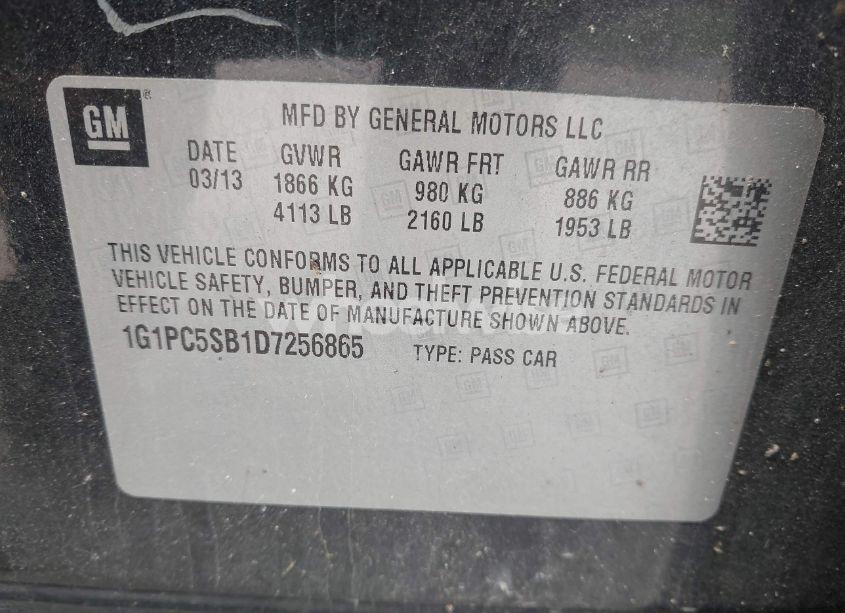 GM®
MFD BY GENERAL MOTORS LLC
DATE GVWR GAWR FRT GAWR RR
03/13 1866 KG 980 KG 886 KG
4113 LB 2160 LB 1953 LB
THIS VEHICLE CONFORMS TO ALL APPLICABLE U.S. FEDERAL MOTOR
VEHICLE SAFETY, BUMPER, AND THEFT PREVENTION STANDARDS IN
EFFECT ON THE DATE OF MANUFACTURE SHOWN ABOVE.
1G1PC5SB1D7256865 TYPE: PASS CAR